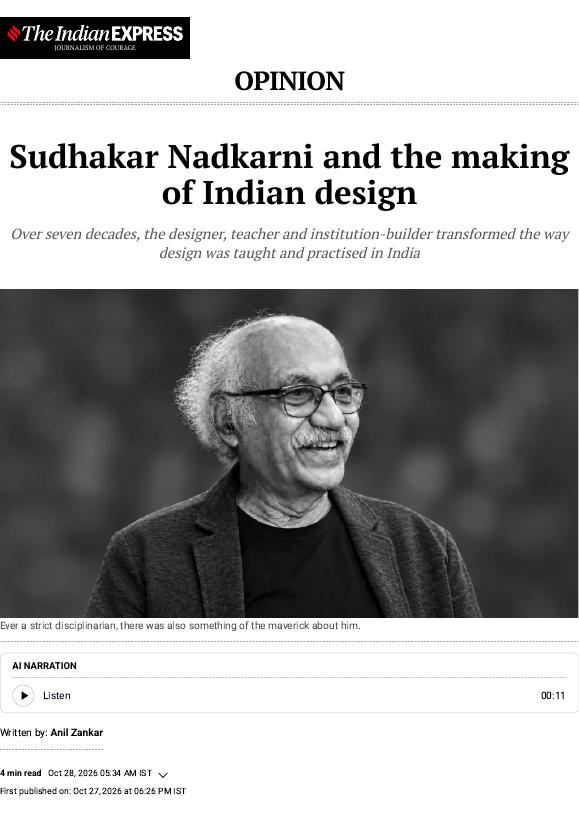 The Indian EXPRESS
JOURNALISM OF COURAGE
OPINION
Sudhakar Nadkarni and the making
of Indian design
Over seven decades, the designer, teacher and institution-builder transformed the way
design was taught and practised in India
Ever a strict disciplinarian, there was also something of the maverick about him.
AI NARRATION
Listen 00:11
Written by: Anil Zankar
4 min read Oct 28, 2026 05:34 AM IST
First published on: Oct 27, 2026 at 06:26 PM IST